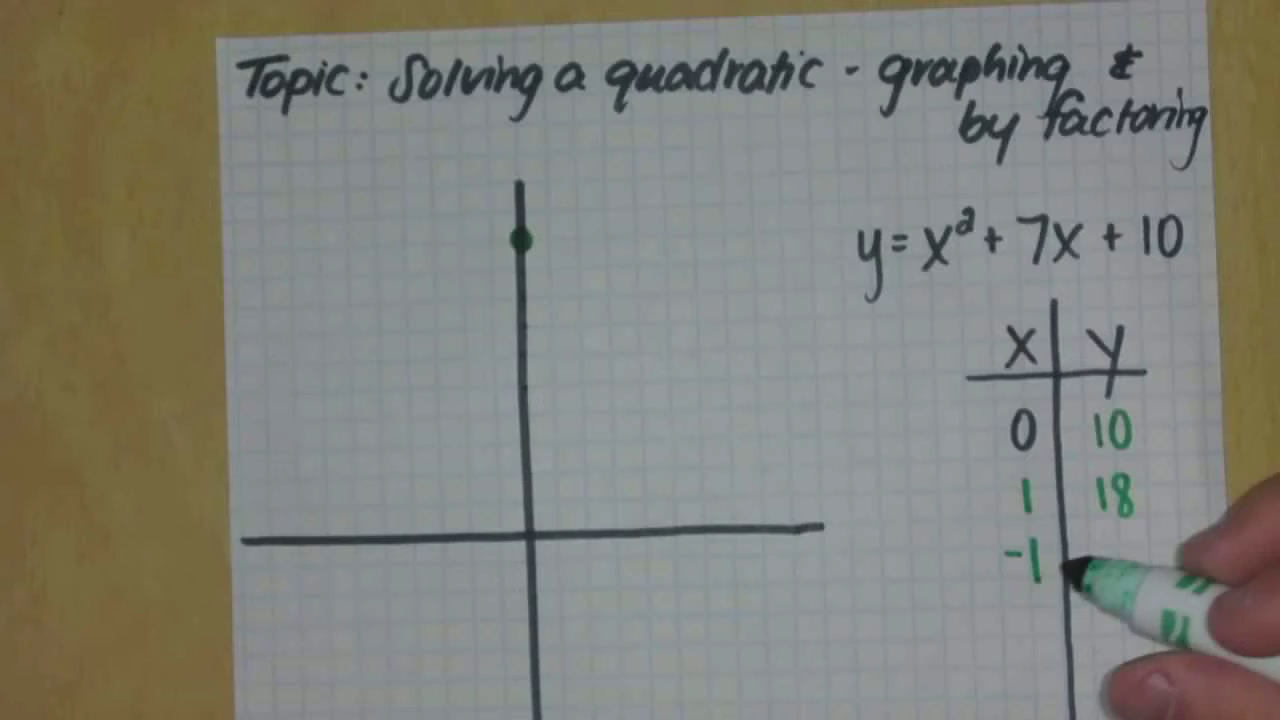 Topic: Solving a quadratic - graphing &
by factoring
y = x² + 7x + 10
X Y
0 10
1 18
-1